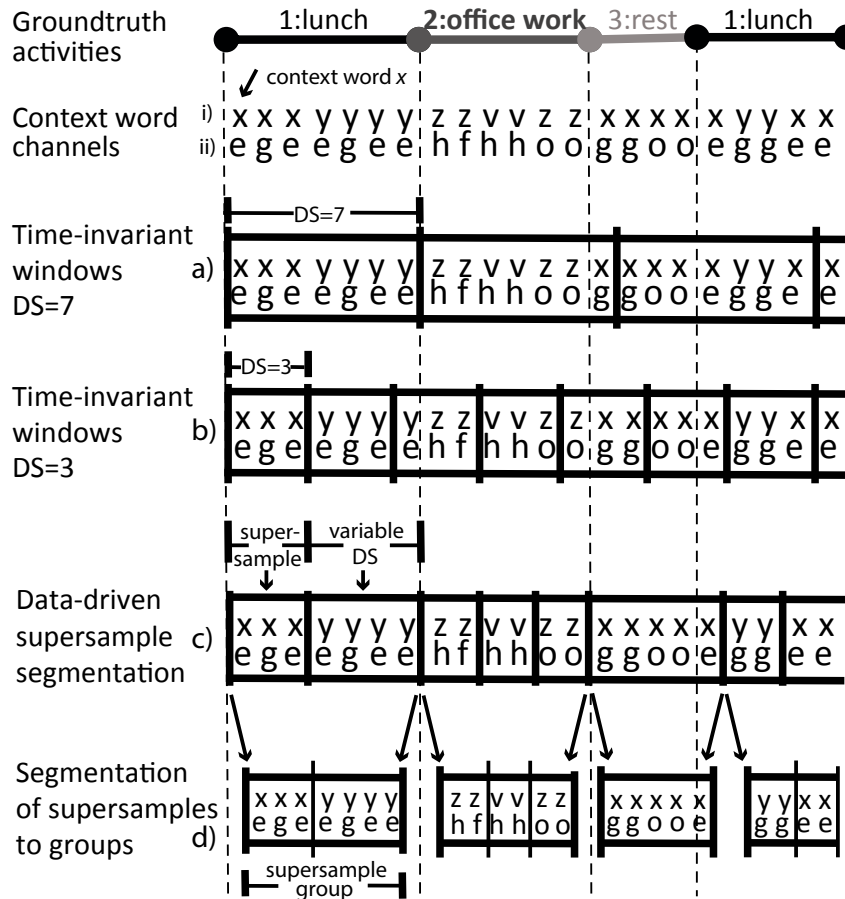 Groundtruth
activities
1:lunch 2:office work 3:rest 1:lunch
context word x
Context word
channels
i) x x x y y y y z z v v z z x x x x x y y x x
ii) e g e e g e e h f h h o o g g o o e g g e e
DS=7
Time-invariant
windows
DS=7
a)
x x x y y y y z z v v z z x x x x x y y x x
e g e e g e e h f h h o o g g o o e g g e e
DS=3
Time-invariant
windows
DS=3
b)
x x x y y y y z z v v z z x x x x x y y x x
e g e e g e e h f h h o o g g o o e g g e e
super-
sample
variable
DS
Data-driven
supersample
segmentation
c)
x x x y y y y z z v v z z x x x x x y y x x
e g e e g e e h f h h o o g g o o e g g e e
Segmentation
of supersamples
to groups
d)
x x x y y y y z z v v z z x x x x x y y x x
e g e e g e e h f h h o o g g o o e g g e e
supersample
group